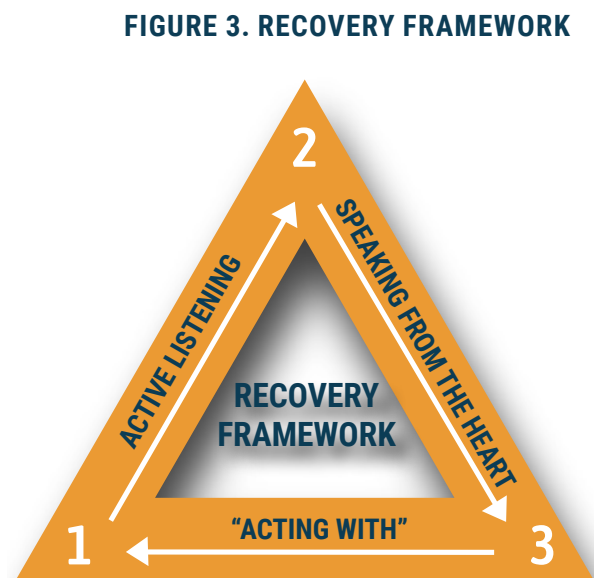 FIGURE 3. RECOVERY FRAMEWORK
2
ACTIVE LISTENING
SPEAKING FROM THE HEART
RECOVERY
FRAMEWORK
1
“ACTING WITH”
3